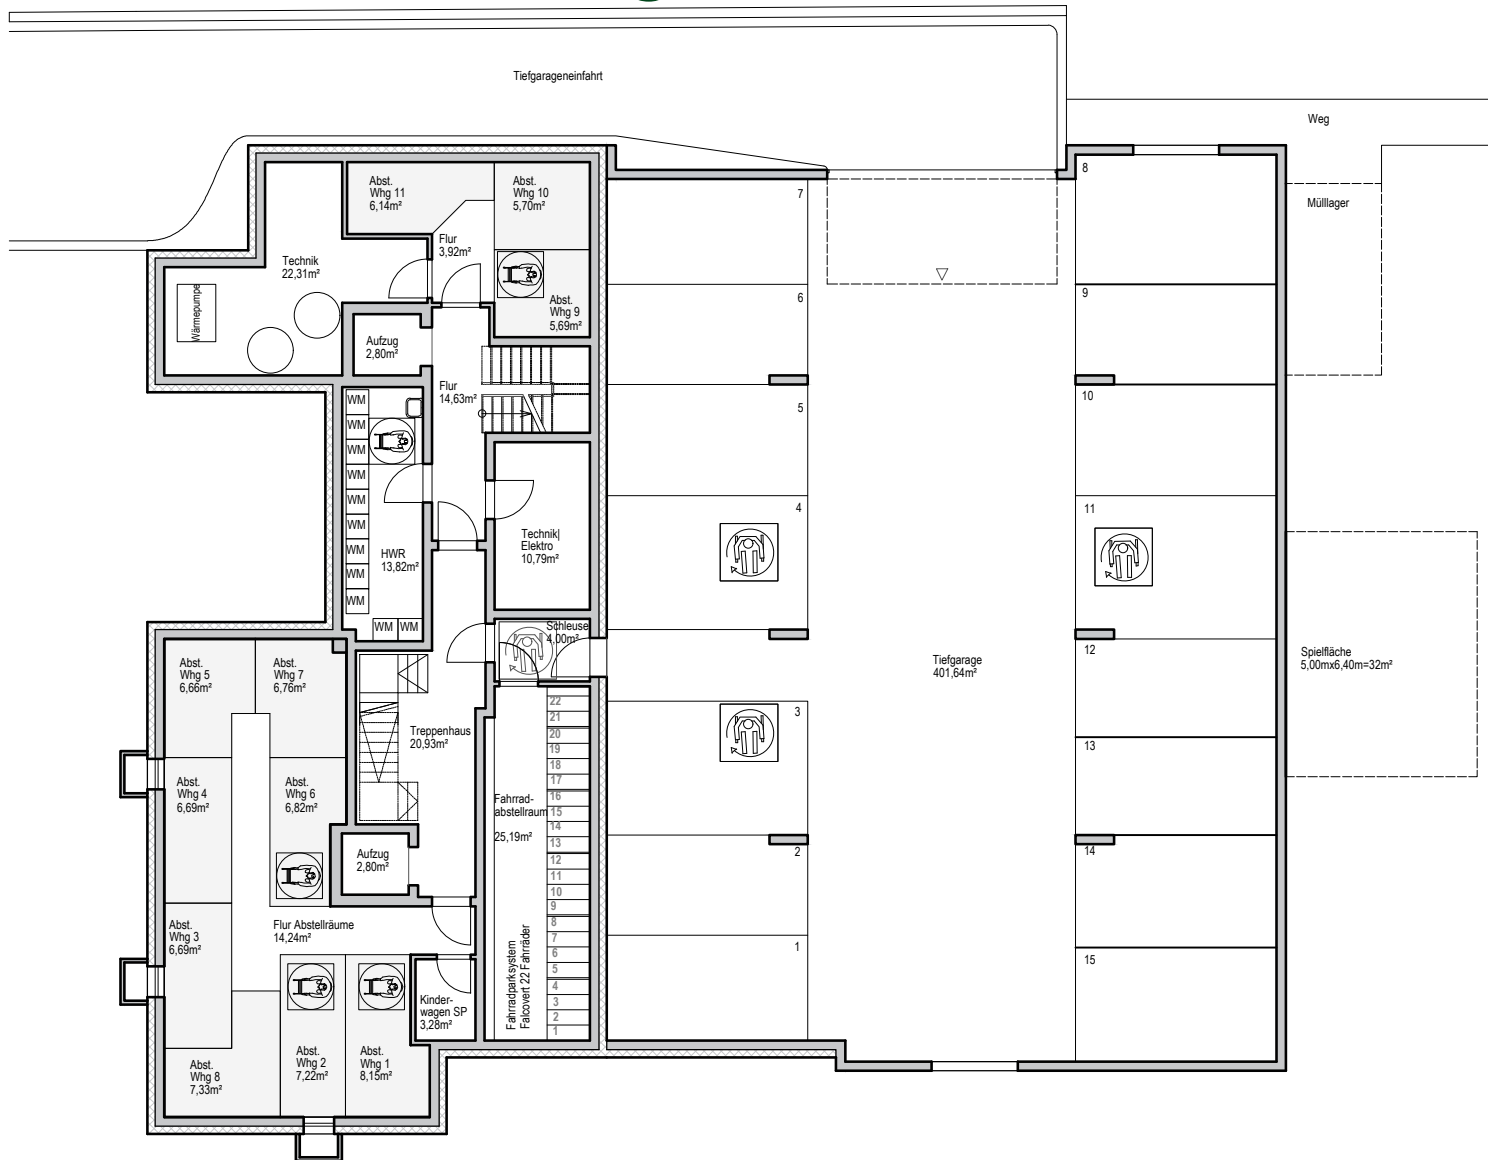 Tiefgarageneinfahrt
Weg
Mülllager
Abst.
Whg 11
6,14m²
Abst.
Whg 10
5,70m²
Flur
3,92m²
Technik
22,31m²
Wärmepumpe
Abst.
Whg 9
5,69m²
Aufzug
2,80m²
Flur
14,63m²
WM
WM
WM
WM
WM
WM
WM
WM
WM
WM
WM
HWR
13,82m²
Technik|
Elektro
10,79m²
Schleuse
4,00m²
Abst.
Whg 5
6,66m²
Abst.
Whg 7
6,76m²
Abst.
Whg 4
6,69m²
Abst.
Whg 6
6,82m²
Treppenhaus
20,93m²
Aufzug
2,80m²
Abst.
Whg 3
6,69m²
Flur Abstellräume
14,24m²
Kinder-
wagen SP
3,28m²
Abst.
Whg 8
7,33m²
Abst.
Whg 2
7,22m²
Abst.
Whg 1
8,15m²
Fahrrad-
abstellraum
25,19m²
Fahrradparksystem
Falcovert 22 Fahrräder
22
21
20
19
18
17
16
15
14
13
12
11
10
9
8
7
6
5
4
3
2
1
7
6
5
4
3
2
1
Tiefgarage
401,64m²
8
9
10
11
12
13
14
15
Spielfläche
5,00mx6,40m=32m²